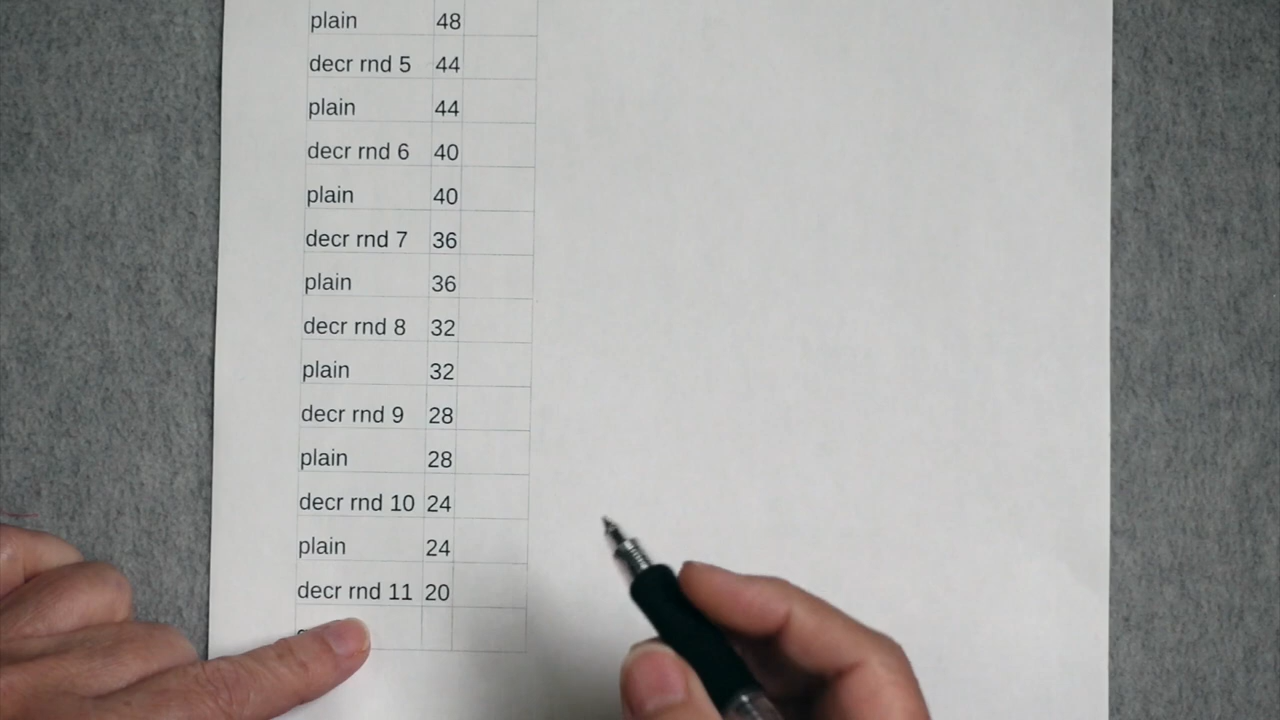 plain 48
decr rnd 5 44
plain 44
decr rnd 6 40
plain 40
decr rnd 7 36
plain 36
decr rnd 8 32
plain 32
decr rnd 9 28
plain 28
decr rnd 10 24
plain 24
decr rnd 11 20